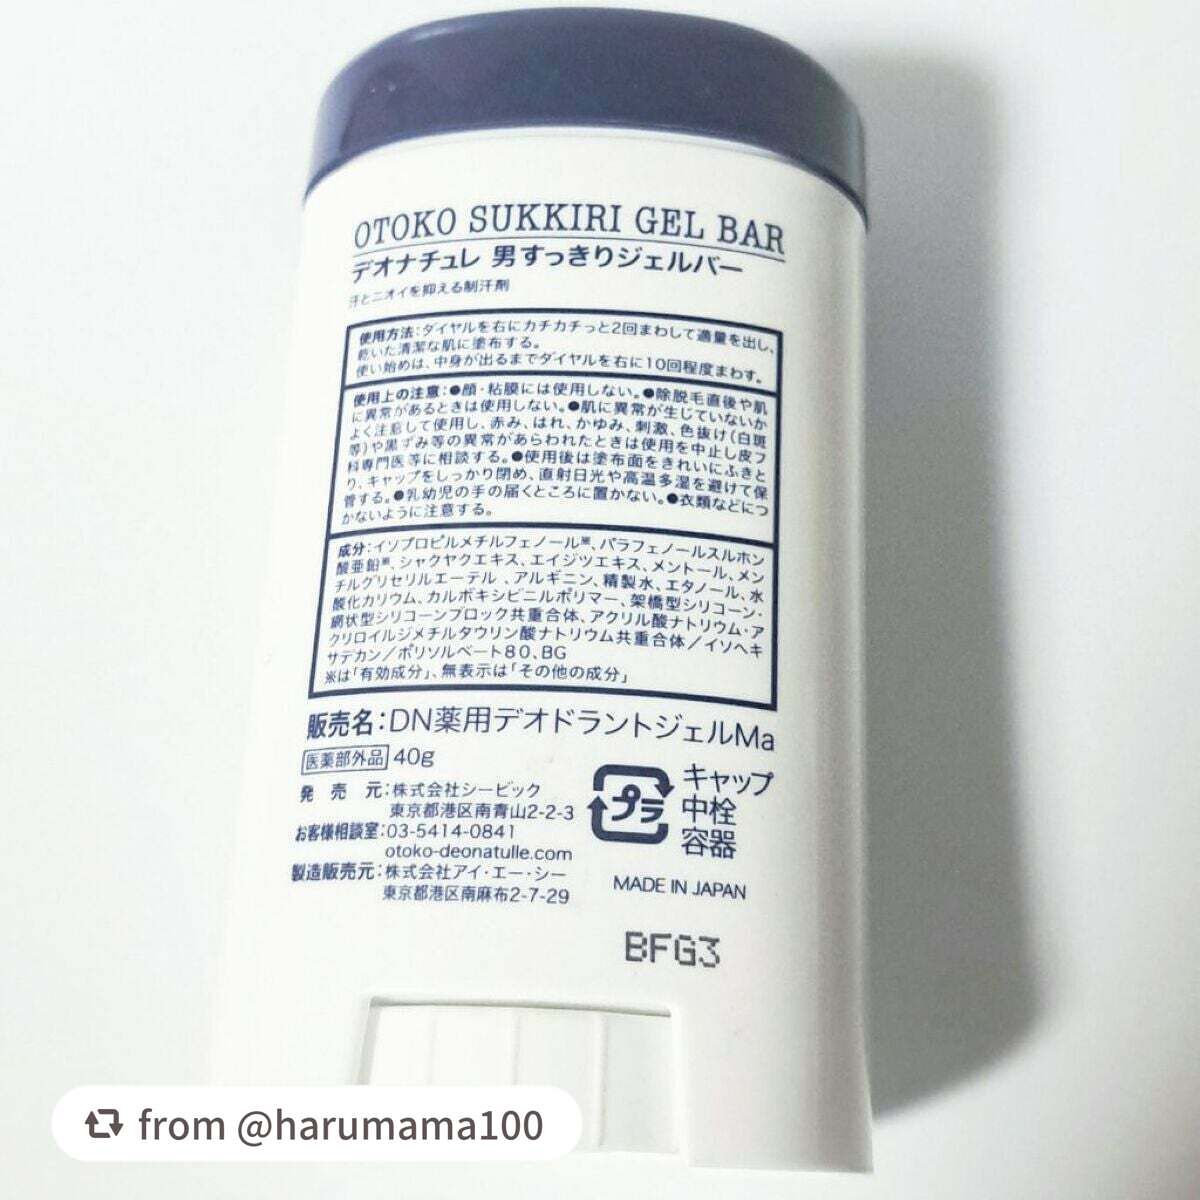 OTOKO SUKKIRI GEL BAR
デオナチュレ 男すっきりジェルバー
汗とニオイを抑える制汗剤
使用方法:ダイヤルを右にカチカチっと2回まわして適量を出し、
乾いた清潔な肌に塗布する。
使い始めは、中身が出るまでダイヤルを右に10回程度まわす。
使用上の注意:●顔・粘膜には使用しない。●除脱毛直後や肌
に異常があるときは使用しない。●肌に異常が生じていないか
よく注意して使用し、赤み、はれ、かゆみ、刺激、色抜け(白斑
等)や黒ずみ等の異常があらわれたときは使用を中止し皮フ
科専門医等に相談する。●使用後は塗布面をきれいにふきと
り、キャップをしっかり閉め、直射日光や高温多湿を避けて保
管する。●乳幼児の手の届くところに置かない。●衣類などにつ
かないように注意する。
成分:イソプロピルメチルフェノール※、パラフェノールスルホン
酸亜鉛※、シャクヤクエキス、エイジツエキス、メントール、メン
チルグリセリルエーテル、アルギニン、精製水、エタノール、水
酸化カリウム、カルボキシビニルポリマー、架橋型シリコーン・
網状型シリコーンブロック共重合体、アクリル酸ナトリウム・ア
クリロイルジメチルタウリン酸ナトリウム共重合体/イソヘキ
サデカン/ポリソルベート80、BG
※は「有効成分」、無表示は「その他の成分」
販売名:DN薬用デオドラントジェルMa
医薬部外品 40g
発売元:株式会社シービック
東京都港区南青山2-2-3
お客様相談室:03-5414-0841
otoko-deonatulle.com
製造販売元:株式会社アイ・エー・シー
東京都港区南麻布2-7-29
プラ
キャップ
中栓
容器
MADE IN JAPAN
BFG3
from @harumama100